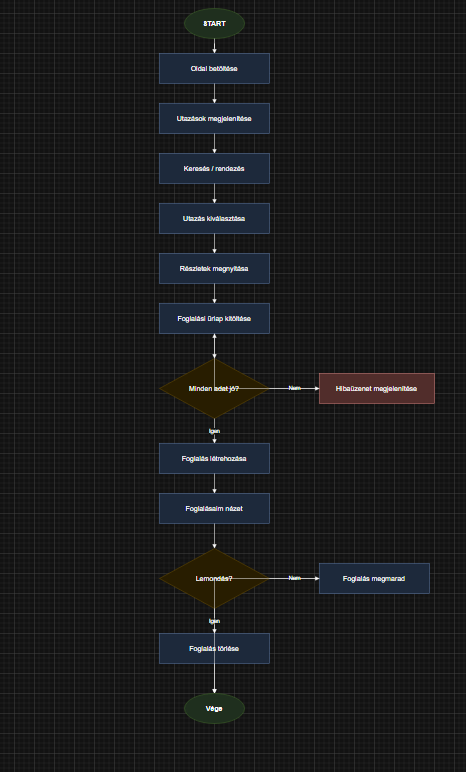 START
Oldal betöltése
Utazások megjelenítése
Keresés / rendezés
Utazás kiválasztása
Részletek megnyitása
Foglalási űrlap kitöltése
Minden adat jó?
Nem
Hibaüzenet megjelenítése
Igen
Foglalás létrehozása
Foglalásaim nézet
Lemondás?
Nem
Foglalás megmarad
Igen
Foglalás törlése
Vége